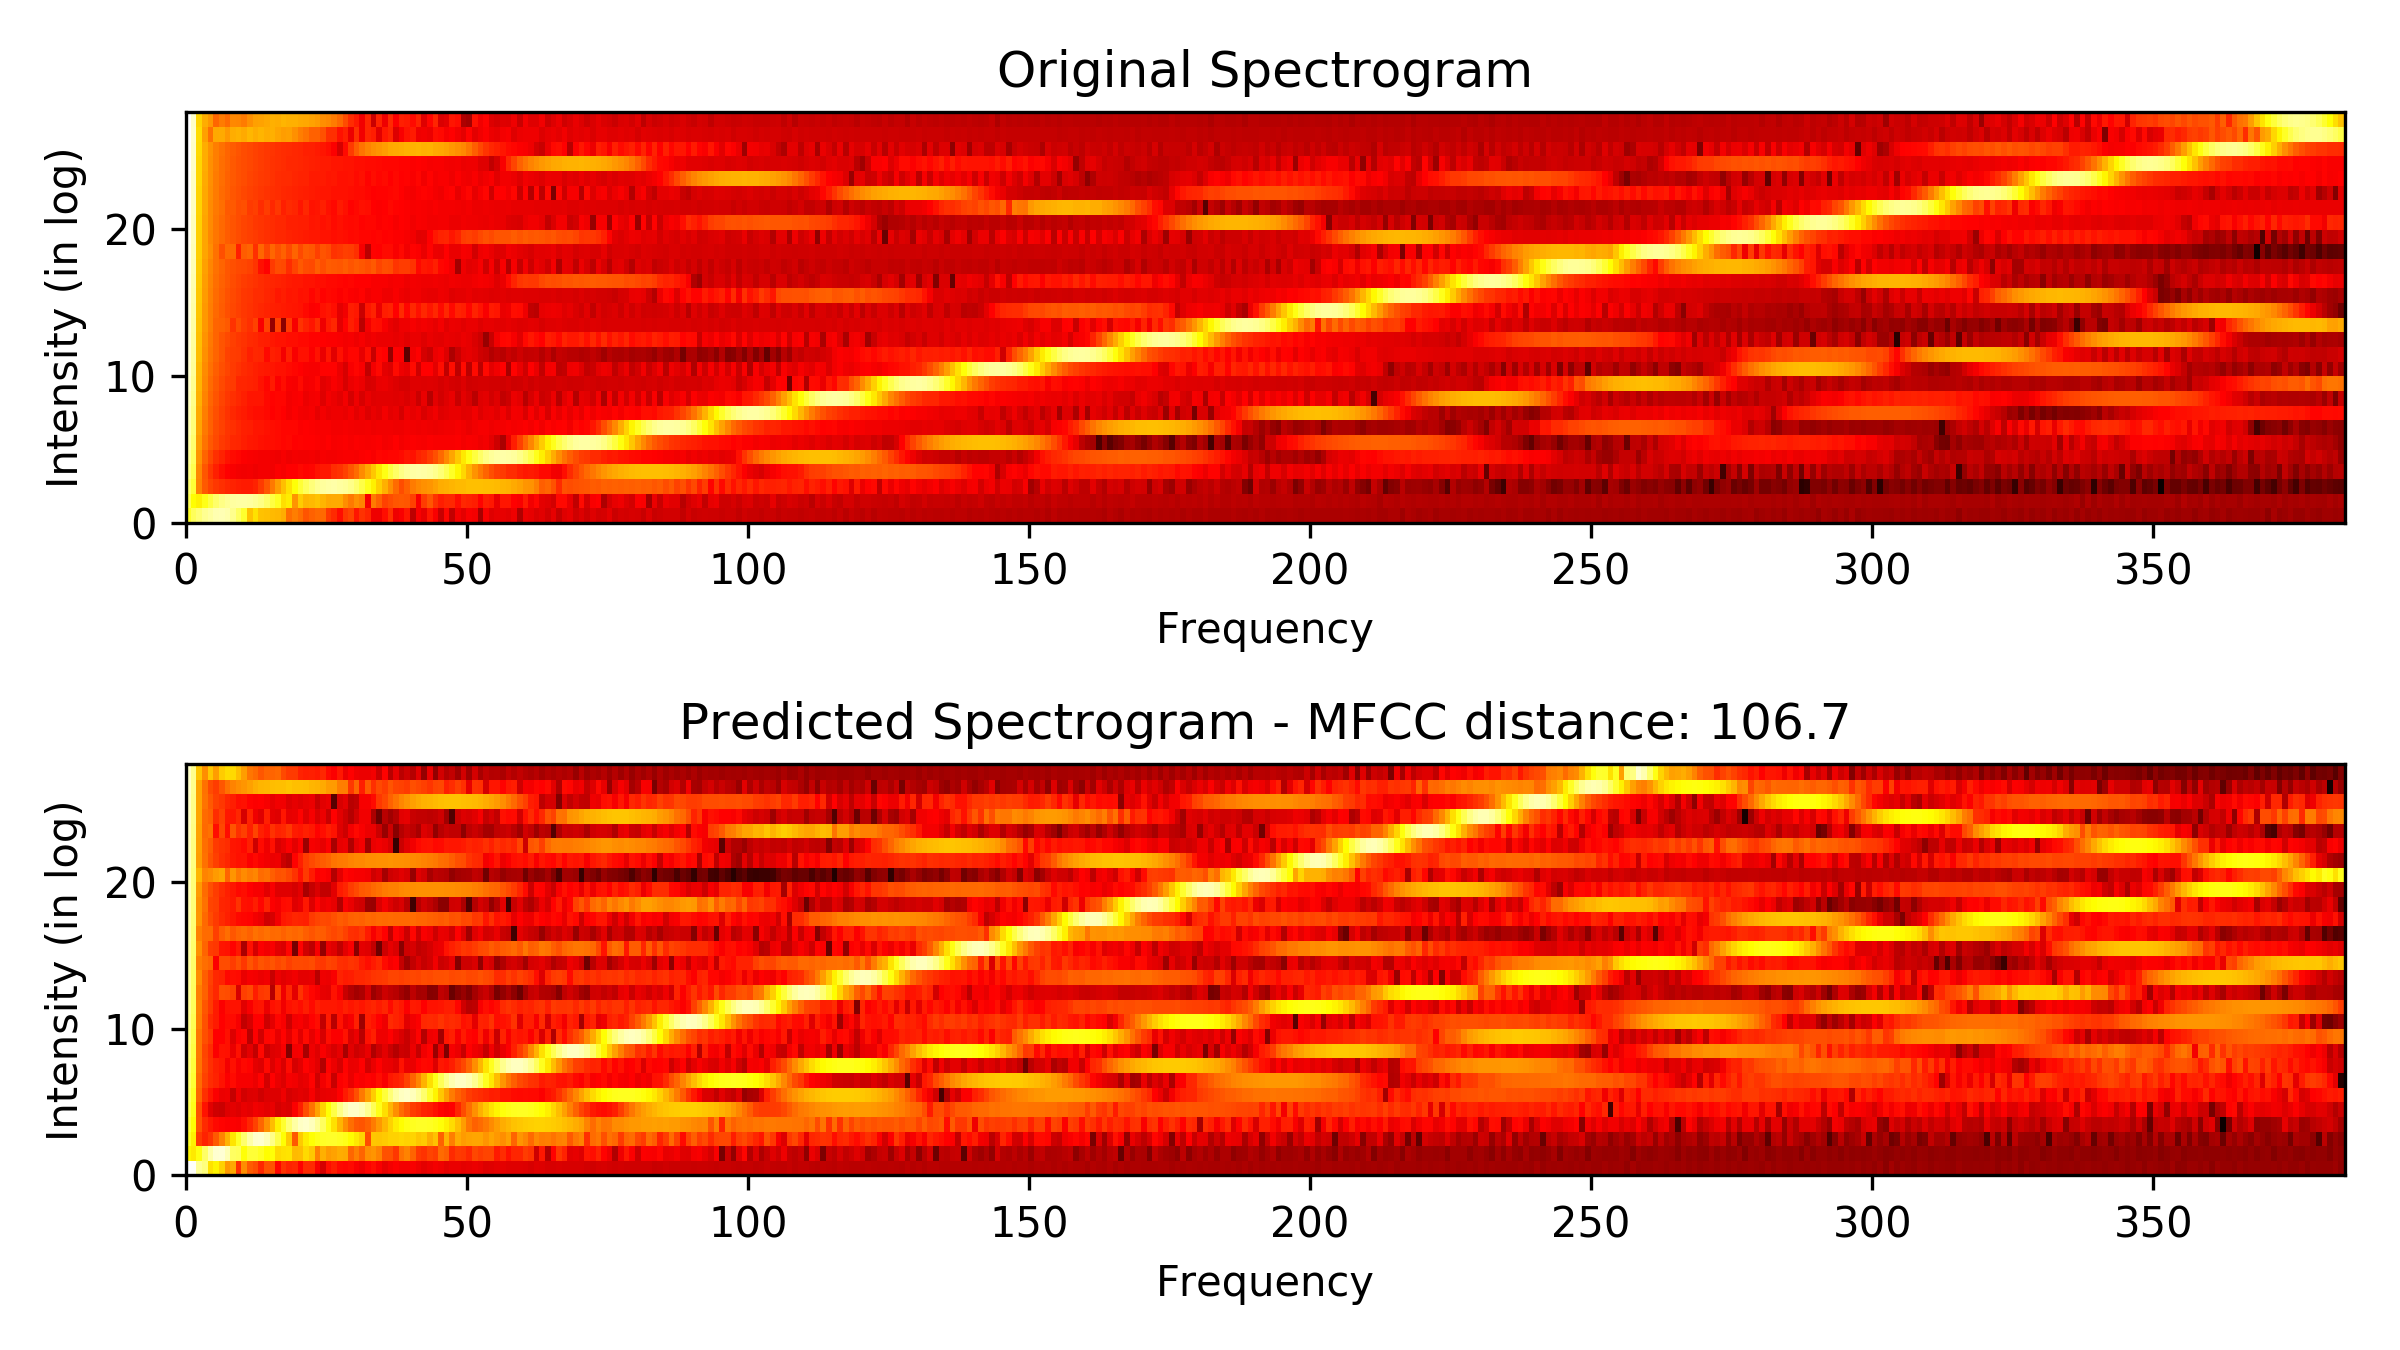 Original Spectrogram
Intensity (in log)
20
10
0
0 50 100 150 200 250 300 350
Frequency
Predicted Spectrogram - MFCC distance: 106.7
Intensity (in log)
20
10
0
0 50 100 150 200 250 300 350
Frequency